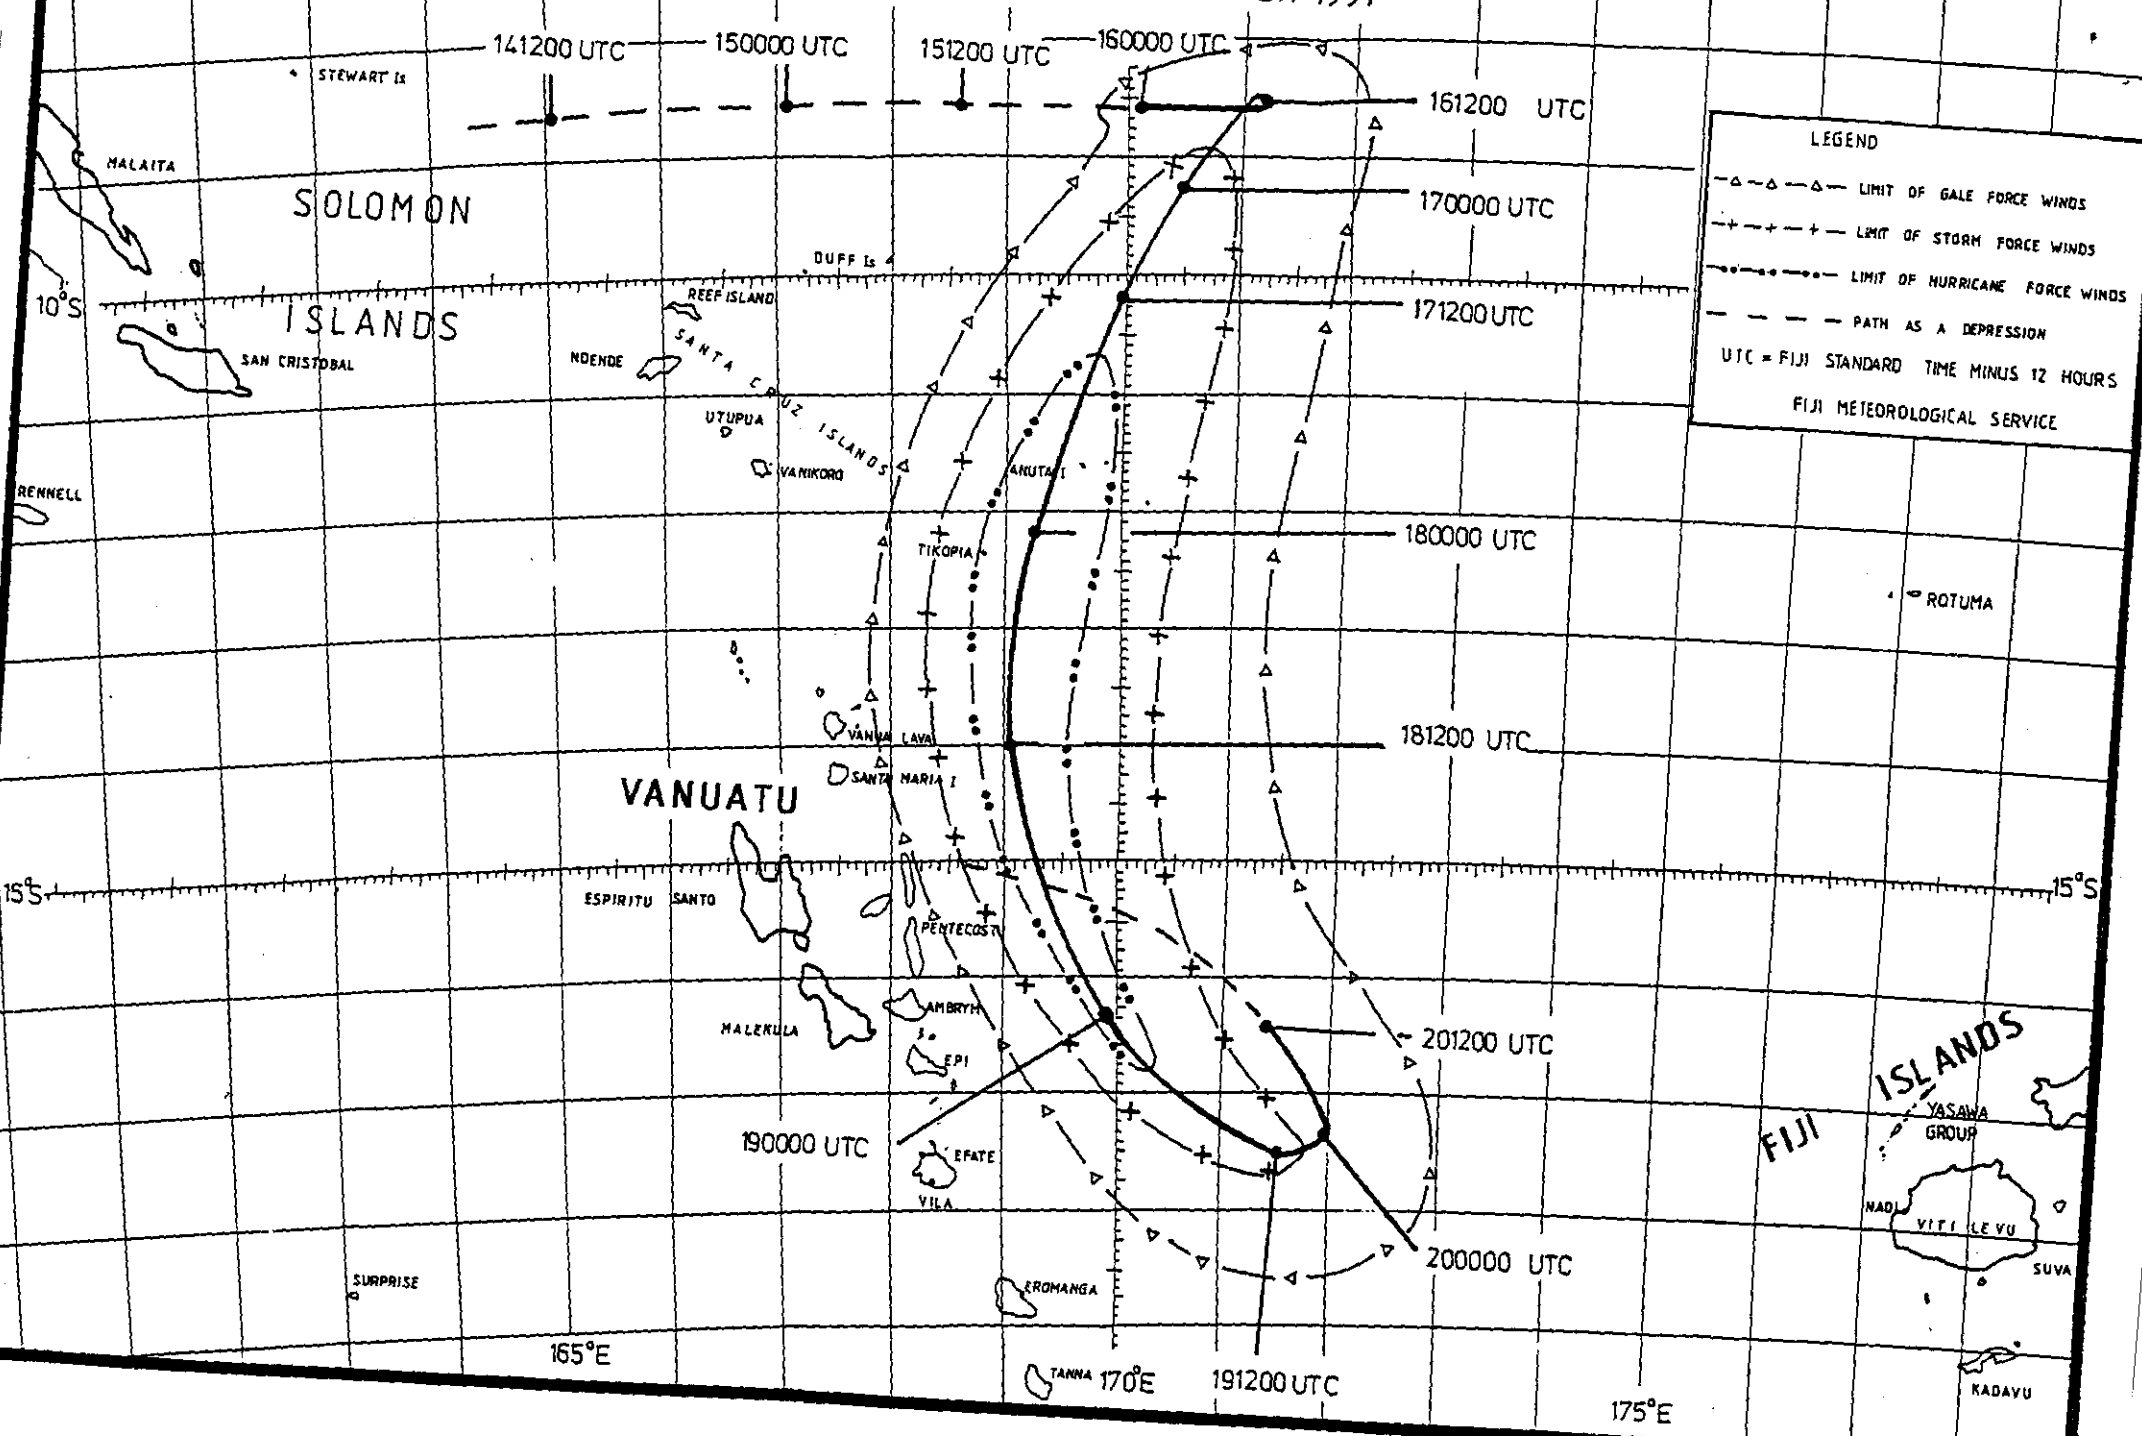 141200 UTC
150000 UTC
151200 UTC
160000 UTC
STEWART Is
161200 UTC
LEGEND
LIMIT OF GALE FORCE WINDS
LIMIT OF STORM FORCE WINDS
LIMIT OF HURRICANE FORCE WINDS
PATH AS A DEPRESSION
UTC = FIJI STANDARD TIME MINUS 12 HOURS
FIJI METEOROLOGICAL SERVICE
MALAITA
SOLOMON
170000 UTC
DUFF Is
10°S
REEF ISLAND
ISLANDS
171200 UTC
SAN CRISTOBAL
NDENDE
SANTA CRUZ ISLANDS
UTUPUA
VANIKORO
ANUTA I
RENNELL
TIKOPIA
180000 UTC
ROTUMA
VANUA LAVA
181200 UTC
SANTA MARIA I
VANUATU
15°S
15°S
ESPIRITU SANTO
PENTECOST
AMBRYM
MALEKULA
201200 UTC
EPI
FIJI ISLANDS
YASAWA
GROUP
190000 UTC
EFATE
VILA
NADI
VITI LEVU
200000 UTC
SUVA
SURPRISE
EROMANGA
165°E
TANNA
170°E
191200 UTC
175°E
KADAVU